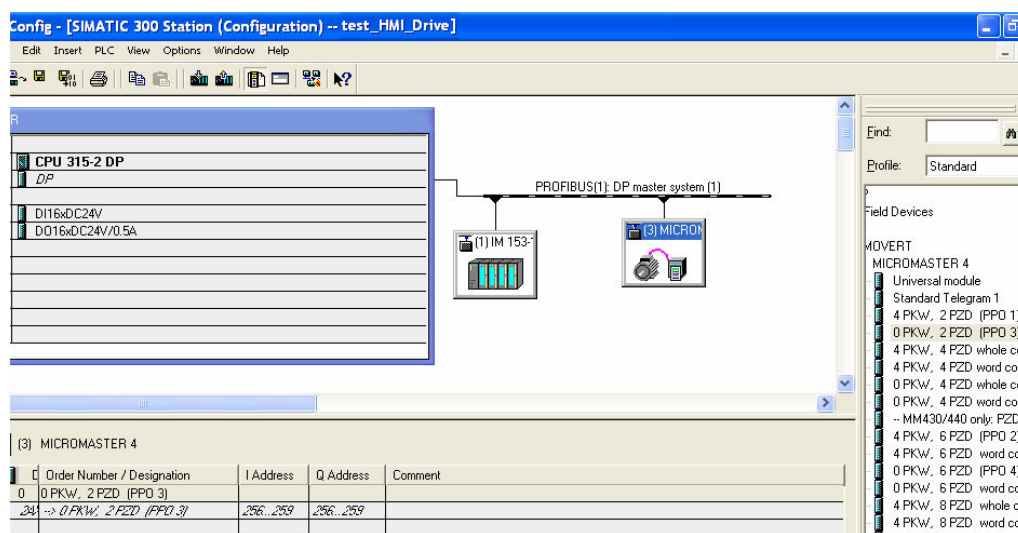 Config - [SIMATIC 300 Station (Configuration) -- test_HMI_Drive]
Edit Insert PLC View Options Window Help
R
CPU 315-2 DP
DP
DI16xDC24V
DO16xDC24V/0.5A
PROFIBUS(1): DP master system (1)
(1) IM 153-
(3) MICROM
Find:
Profile: Standard
Field Devices
MOVERT
MICROMASTER 4
Universal module
Standard Telegram 1
4 PKW, 2 PZD (PPO 1)
0 PKW, 2 PZD (PPO 3)
4 PKW, 4 PZD whole co
4 PKW, 4 PZD word co
0 PKW, 4 PZD whole co
0 PKW, 4 PZD word co
-- MM430/440 only: PZD
4 PKW, 6 PZD (PPO 2)
4 PKW, 6 PZD word co
0 PKW, 6 PZD (PPO 4)
0 PKW, 6 PZD word co
4 PKW, 8 PZD whole c
4 PKW, 8 PZD word co
(3) MICROMASTER 4
Order Number / Designation I Address Q Address Comment
0 0 PKW, 2 PZD (PPO 3)
--> 0 PKW, 2 PZD (PPO 3) 256...259 256...259